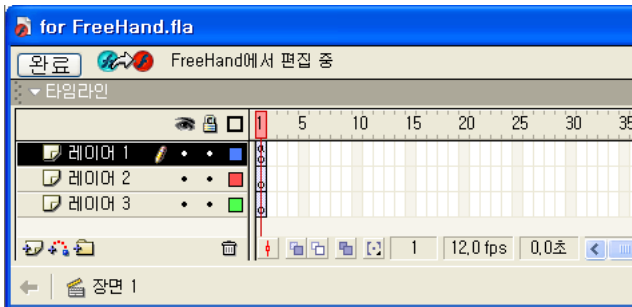 for FreeHand.fla
완료 FreeHand에서 편집 중
타임라인
1 5 10 15 20 25 30 35
레이어 1
레이어 2
레이어 3
1 12.0 fps 0.0초
장면 1